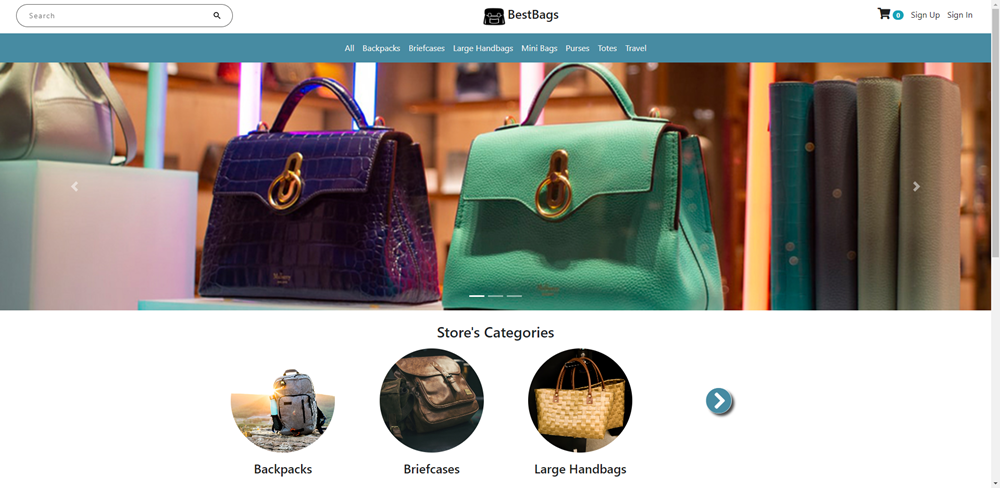 Search
BestBags
0
Sign Up
Sign In
All Backpacks Briefcases Large Handbags Mini Bags Purses Totes Travel
Store's Categories
Backpacks
Briefcases
Large Handbags